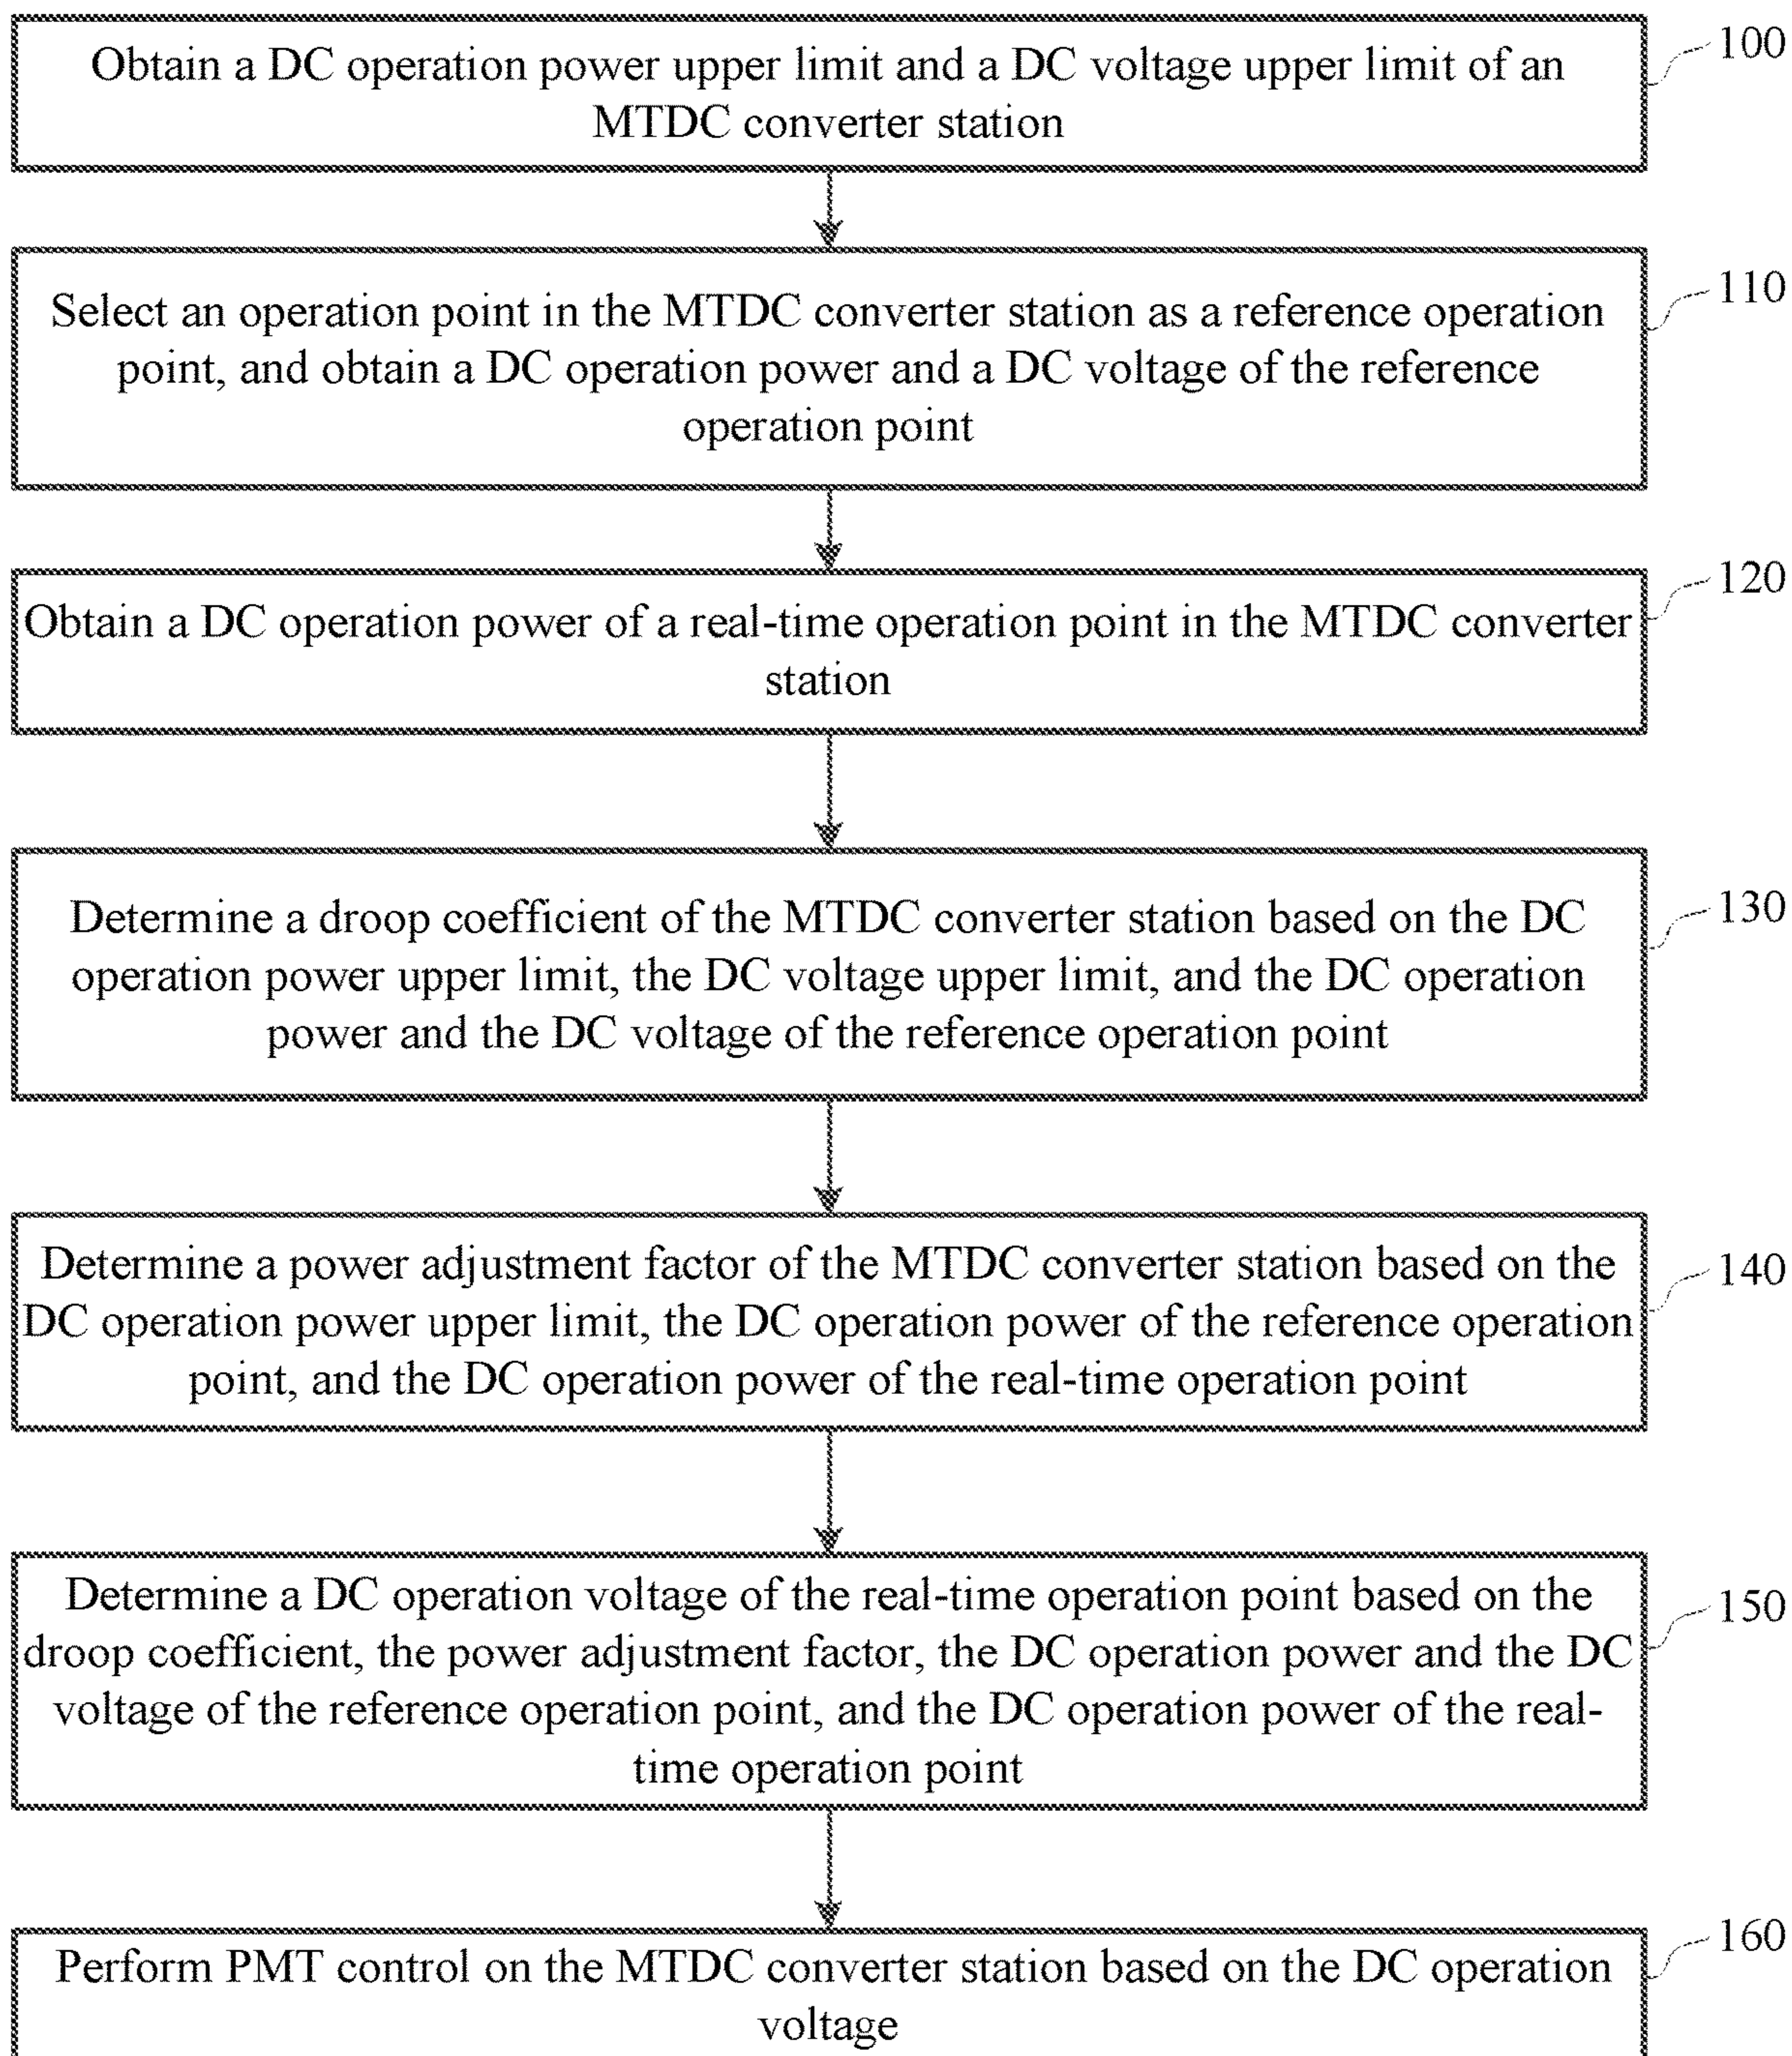 Obtain a DC operation power upper limit and a DC voltage upper limit of an
MTDC converter station
100
Select an operation point in the MTDC converter station as a reference operation
point, and obtain a DC operation power and a DC voltage of the reference
operation point
110
Obtain a DC operation power of a real-time operation point in the MTDC converter
station
120
Determine a droop coefficient of the MTDC converter station based on the DC
operation power upper limit, the DC voltage upper limit, and the DC operation
power and the DC voltage of the reference operation point
130
Determine a power adjustment factor of the MTDC converter station based on the
DC operation power upper limit, the DC operation power of the reference operation
point, and the DC operation power of the real-time operation point
140
Determine a DC operation voltage of the real-time operation point based on the
droop coefficient, the power adjustment factor, the DC operation power and the DC
voltage of the reference operation point, and the DC operation power of the real-
time operation point
150
Perform PMT control on the MTDC converter station based on the DC operation
voltage
160